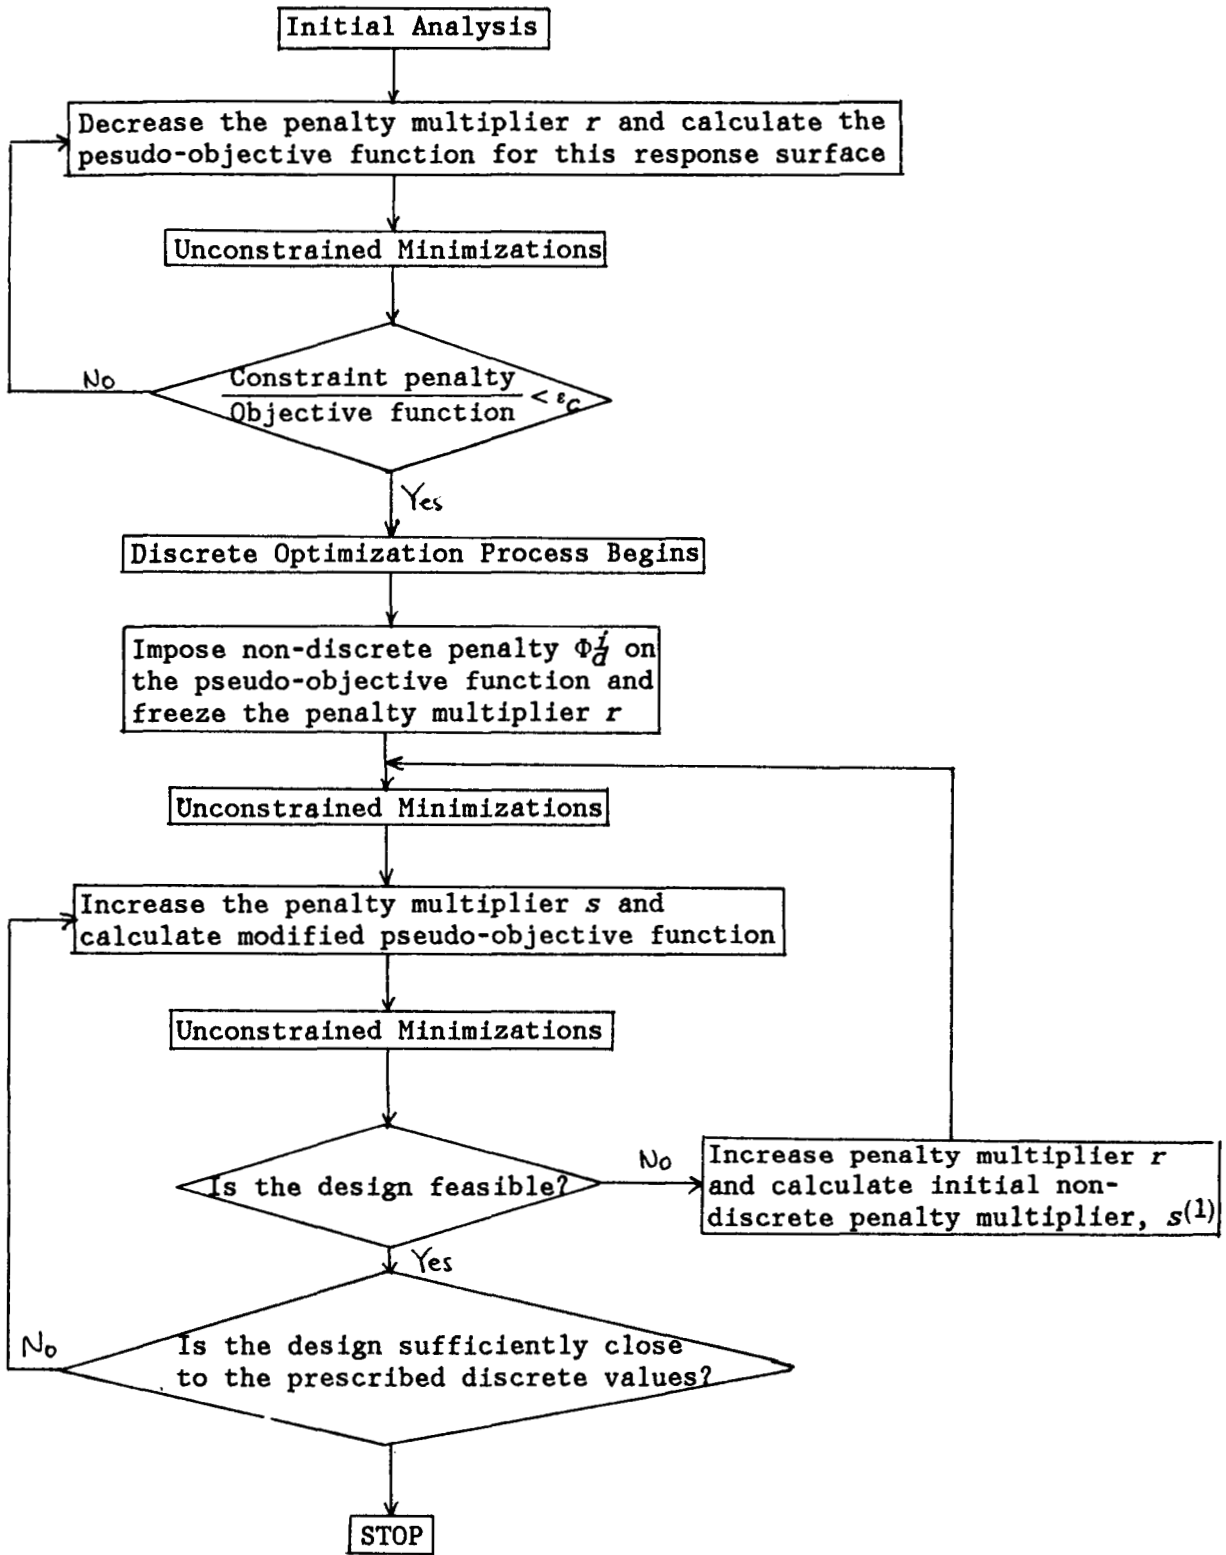 Initial Analysis
Decrease the penalty multiplier r and calculate the
pesudo-objective function for this response surface
Unconstrained Minimizations
No
Constraint penalty
Objective function
< εc
Yes
Discrete Optimization Process Begins
Impose non-discrete penalty Φ_d^j on
the pseudo-objective function and
freeze the penalty multiplier r
Unconstrained Minimizations
Increase the penalty multiplier s and
calculate modified pseudo-objective function
Unconstrained Minimizations
Is the design feasible?
No
Increase penalty multiplier r
and calculate initial non-
discrete penalty multiplier, s(1)
Yes
No
Is the design sufficiently close
to the prescribed discrete values?
STOP